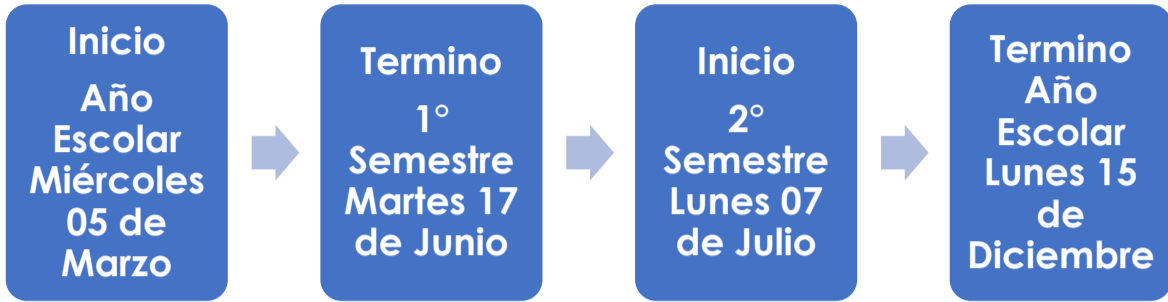 Inicio
Año
Escolar
Miércoles
05 de
Marzo
Termino
1°
Semestre
Martes 17
de Junio
Inicio
2°
Semestre
Lunes 07
de Julio
Termino
Año
Escolar
Lunes 15
de
Diciembre